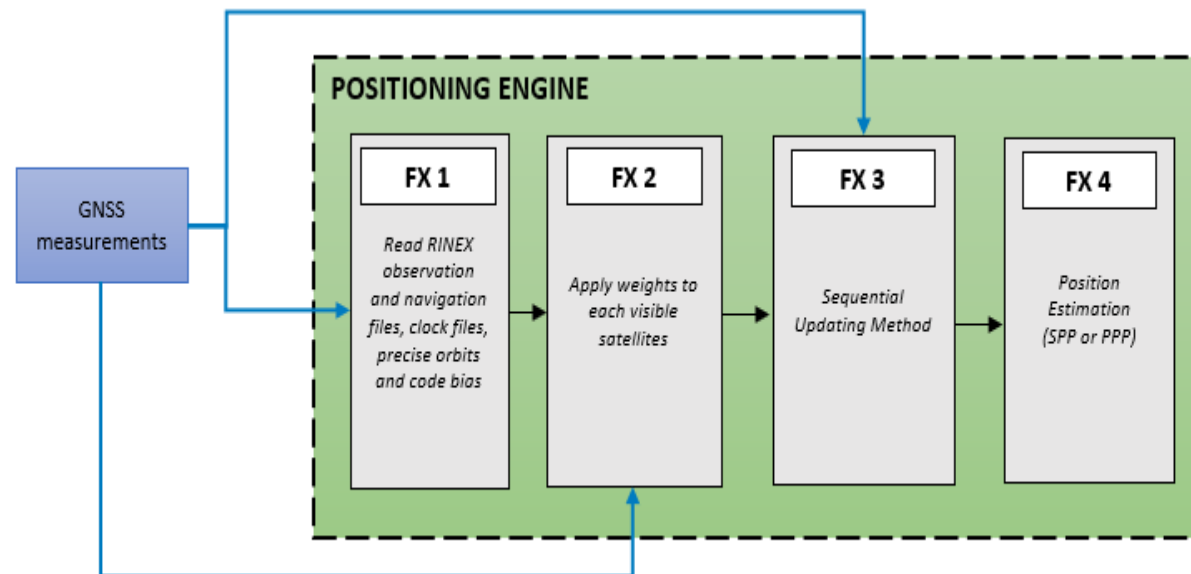 POSITIONING ENGINE
GNSS
measurements
FX 1
Read RINEX
observation
and navigation
files, clock files,
precise orbits
and code bias
FX 2
Apply weights to
each visible
satellites
FX 3
Sequential
Updating Method
FX 4
Position
Estimation
(SPP or PPP)